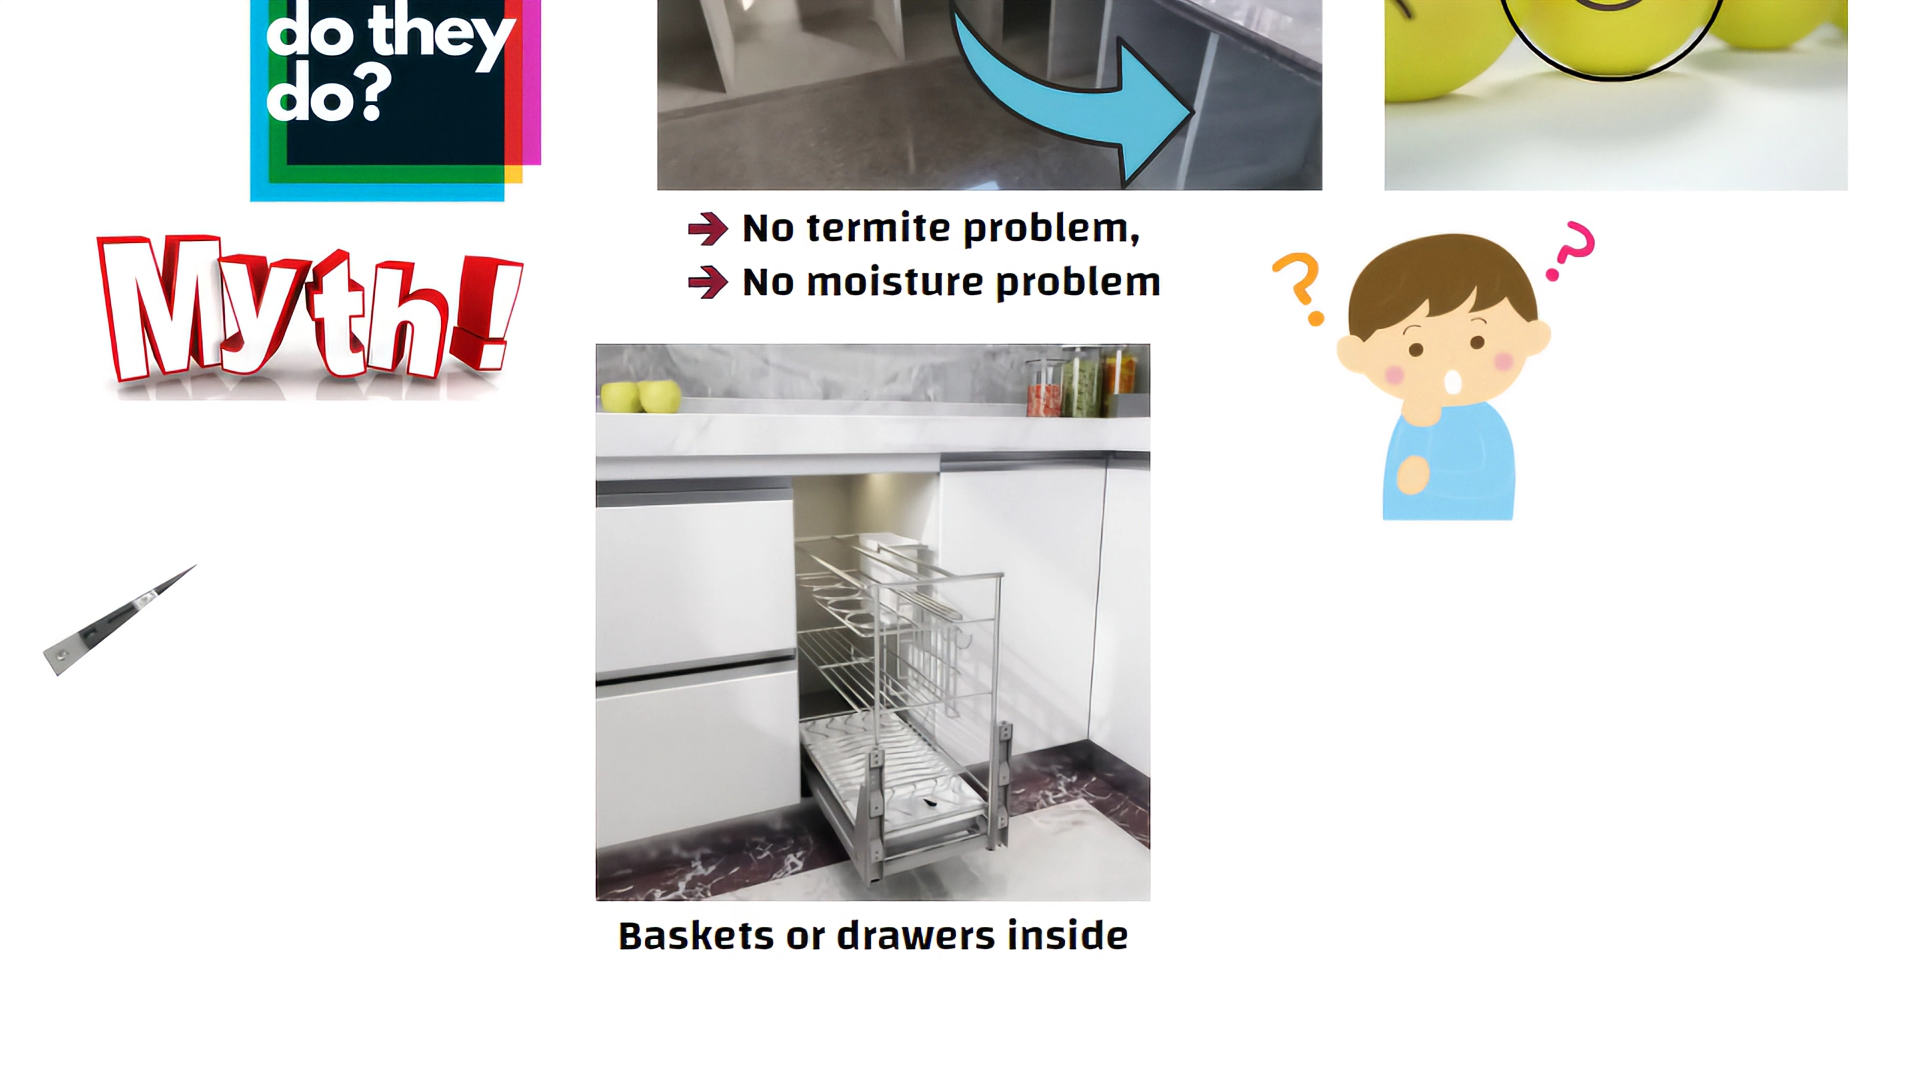 do they
do?
Myth!
No termite problem,
No moisture problem
Baskets or drawers inside